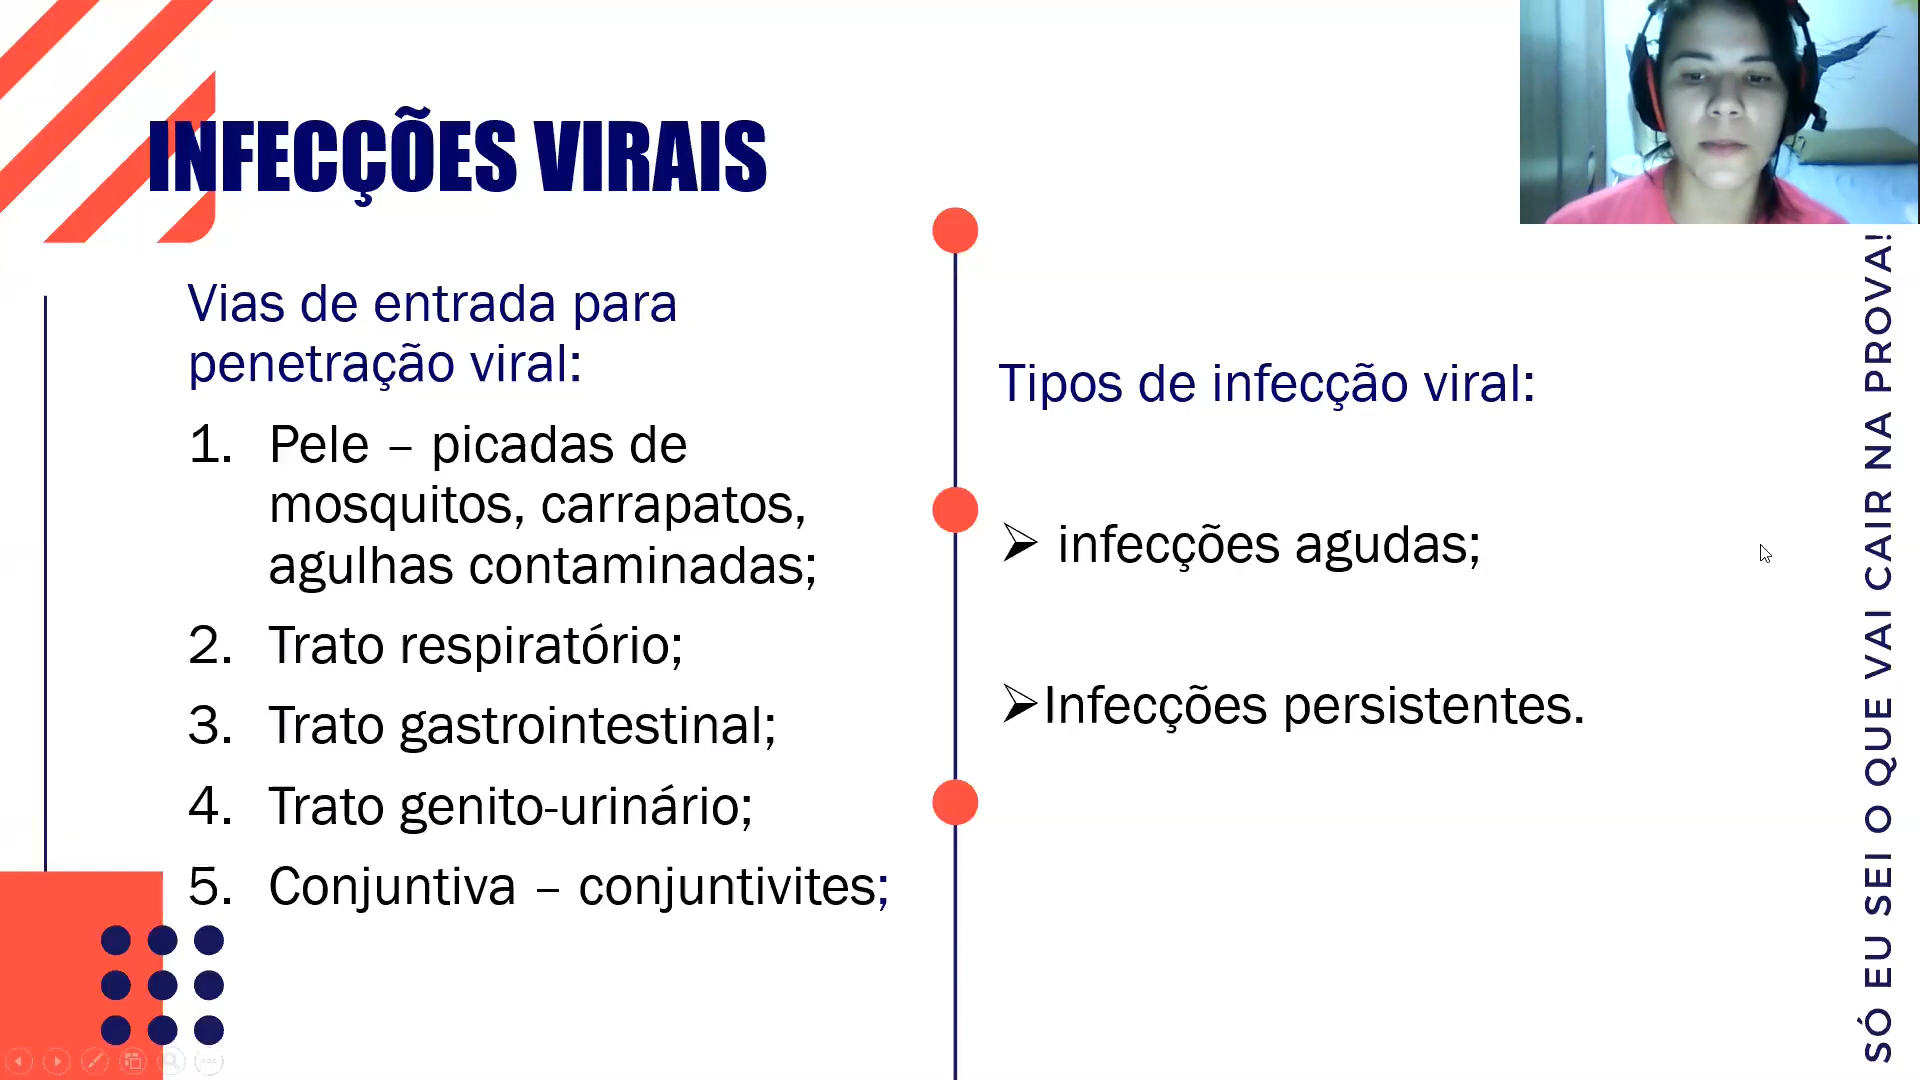 INFECÇÕES VIRAIS
Vias de entrada para
penetração viral:
1. Pele – picadas de
mosquitos, carrapatos,
agulhas contaminadas;
2. Trato respiratório;
3. Trato gastrointestinal;
4. Trato genito-urinário;
5. Conjuntiva – conjuntivites;
Tipos de infecção viral:
➢ infecções agudas;
➢Infecções persistentes.
SÓ EU SEI O QUE VAI CAIR NA PROVA!